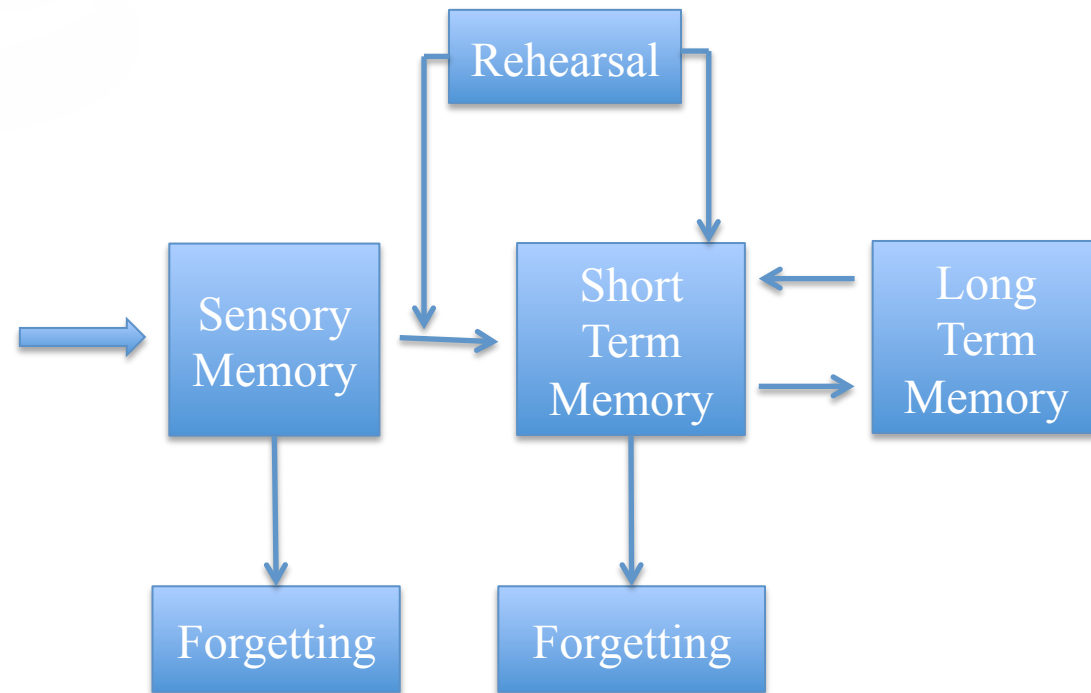 Rehearsal
Sensory
Memory
Short
Term
Memory
Long
Term
Memory
Forgetting
Forgetting